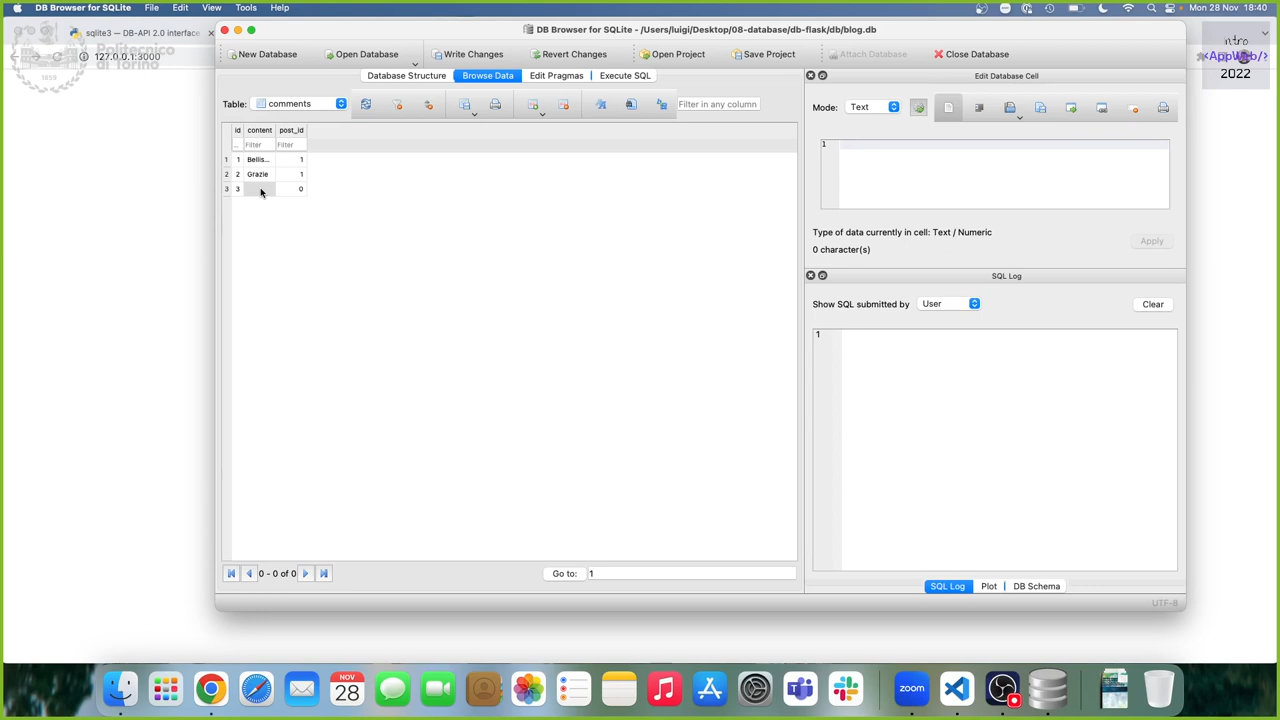 DB Browser for SQLite File Edit View Tools Help Mon 28 Nov 18:40
sqlite3 — DB-API 2.0 interface
127.0.0.1:3000
Politecnico
di Torino
1859
intro
<AppWeb/>
2022
DB Browser for SQLite - /Users/luigi/Desktop/08-database/db-flask/db/blog.db
New Database Open Database Write Changes Revert Changes Open Project Save Project Attach Database Close Database
Database Structure Browse Data Edit Pragmas Execute SQL
Table: comments Filter in any column
id content post_id
... Filter Filter
1 1 Bellis... 1
2 2 Grazie 1
3 3 0
0 - 0 of 0 Go to: 1
Edit Database Cell
Mode: Text
1
Type of data currently in cell: Text / Numeric
0 character(s)
Apply
SQL Log
Show SQL submitted by User Clear
1
SQL Log Plot DB Schema
UTF-8
NOV
28
zoom